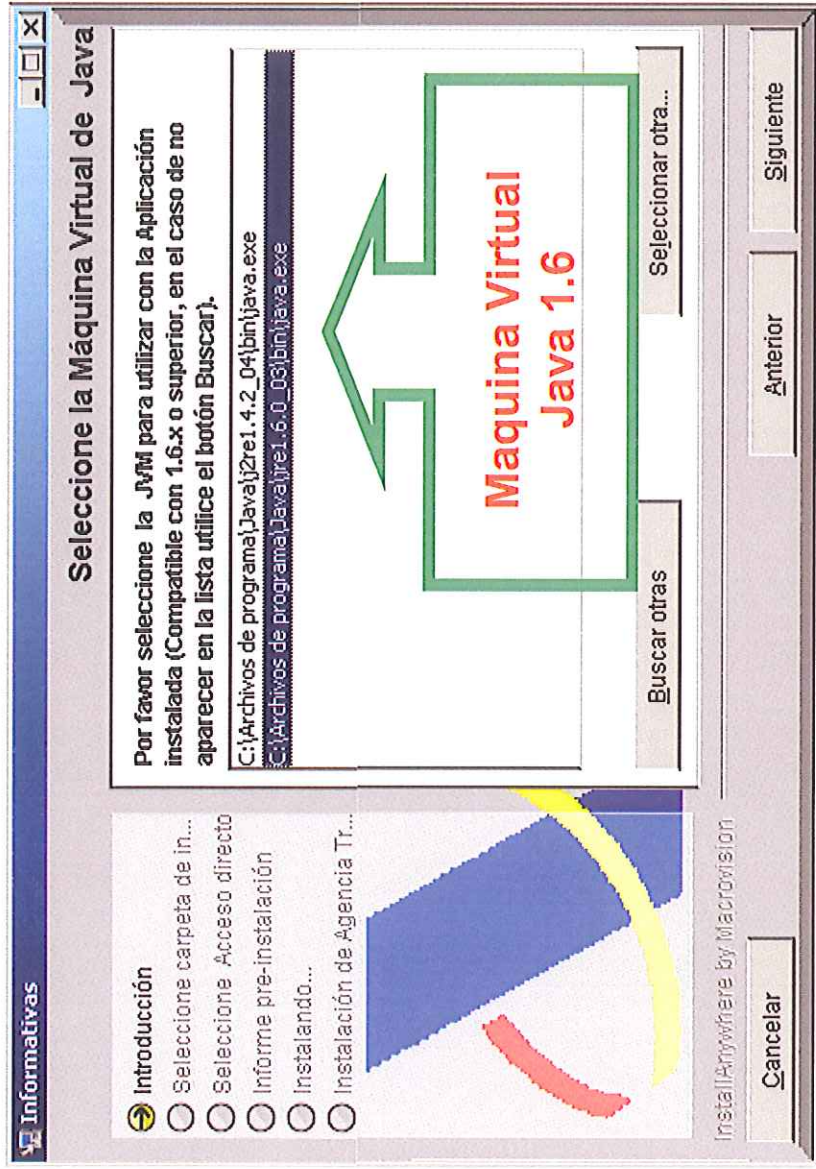 Informativas
Seleccione la Máquina Virtual de Java
Introducción
Seleccione carpeta de in...
Seleccione Acceso directo
Informe pre-instalación
Instalando...
Instalación de Agencia Tr...
Por favor seleccione la JVM para utilizar con la Aplicación
instalada (Compatible con 1.6.x o superior, en el caso de no
aparecer en la lista utilice el botón Buscar).
C:\Archivos de programa\Java\j2re1.4.2_04\bin\java.exe
C:\Archivos de programa\Java\jre1.6.0_03\bin\java.exe
Maquina Virtual
Java 1.6
Buscar otras
Seleccionar otra...
InstallAnywhere by Macrovision
Cancelar
Anterior
Siguiente